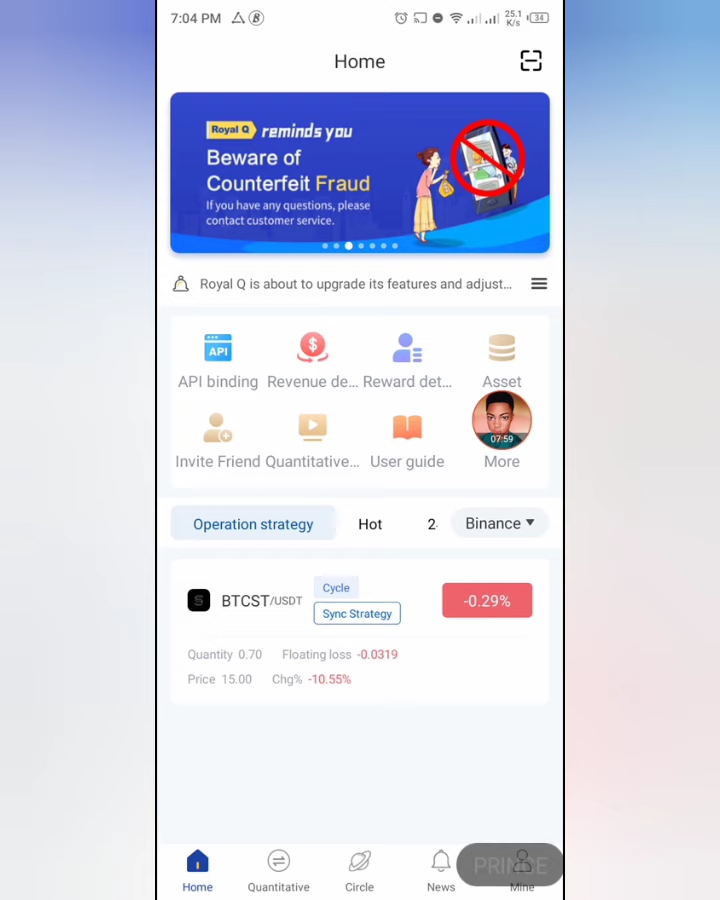 7:04 PM
25.1
K/s
34
Home
Royal Q reminds you
Beware of
Counterfeit Fraud
If you have any questions, please
contact customer service.
Royal Q is about to upgrade its features and adjust...
API
API binding
Revenue de...
Reward det...
Asset
07:59
Invite Friend
Quantitative...
User guide
More
Operation strategy
Hot
2
Binance
BTCST/USDT
Cycle
Sync Strategy
-0.29%
Quantity 0.70
Floating loss -0.0319
Price 15.00
Chg% -10.55%
PRINCE
Home
Quantitative
Circle
News
Mine